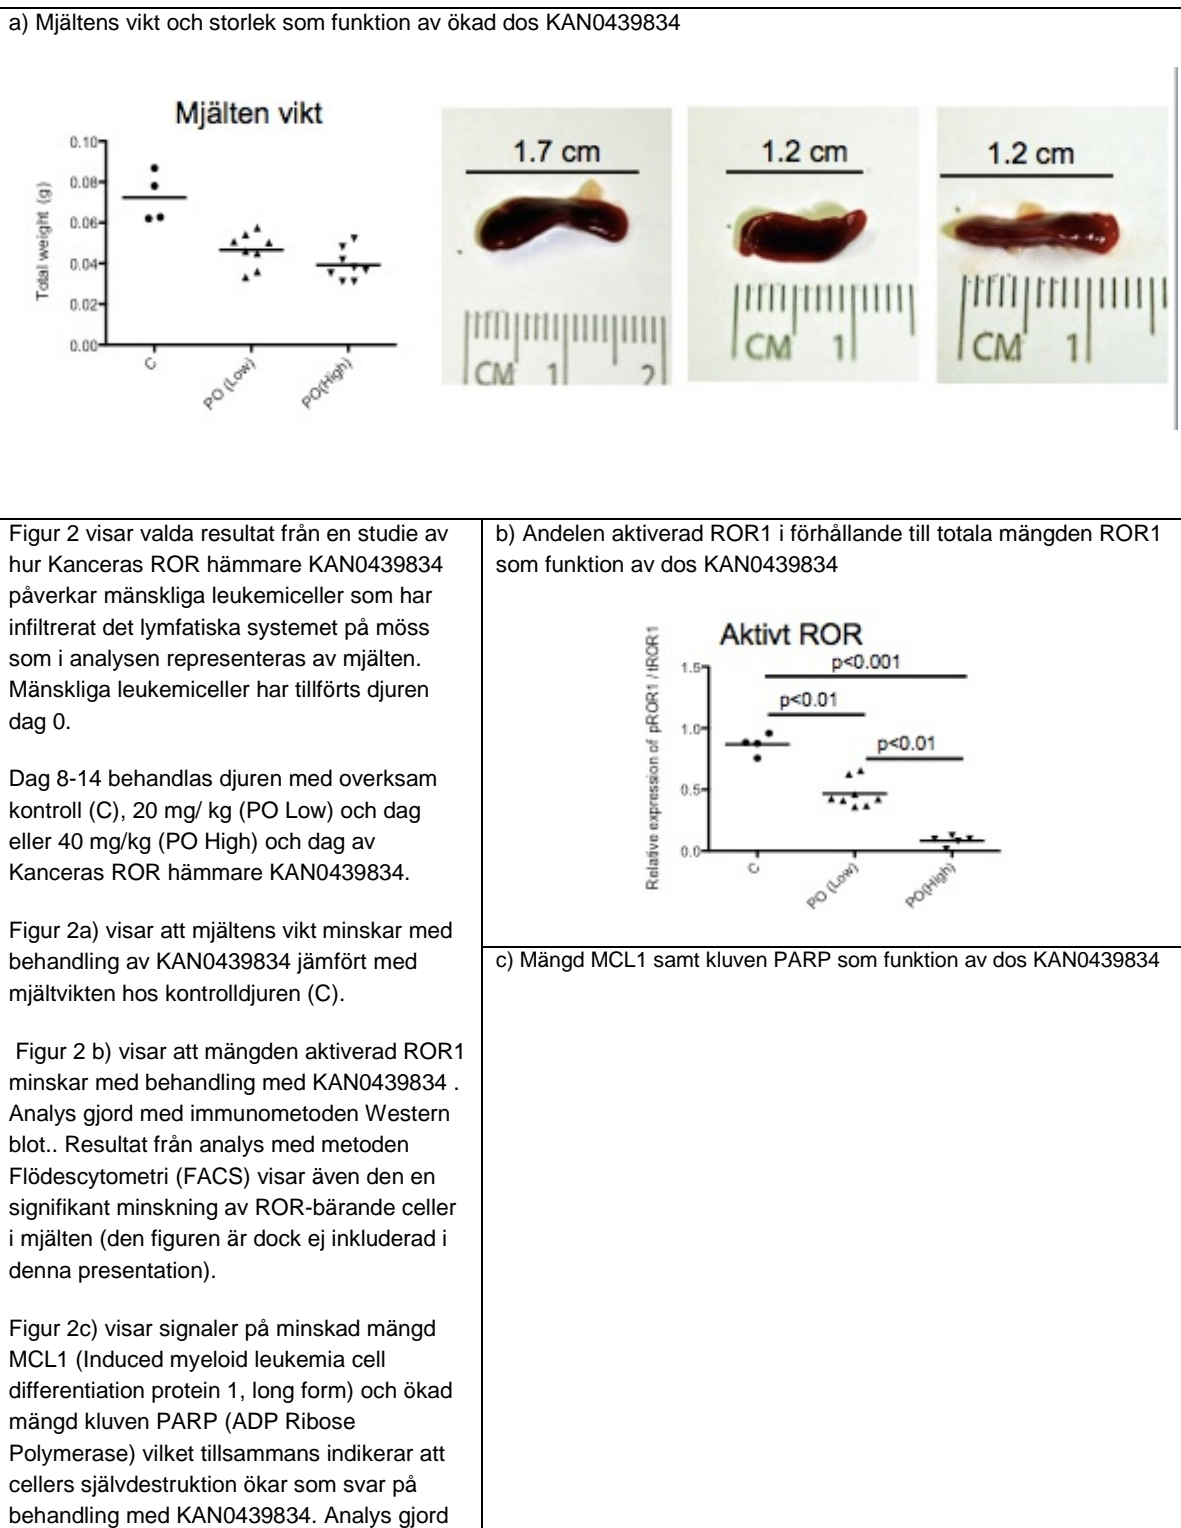 a) Mjältens vikt och storlek som funktion av ökad dos KAN0439834
Mjälten vikt
Total weight (g)
0.10
0.08
0.06
0.04
0.02
0.00
C
PO (Low)
PO(High)
1.7 cm
CM 1 2
1.2 cm
CM 1
1.2 cm
CM 1
Figur 2 visar valda resultat från en studie av
hur Kanceras ROR hämmare KAN0439834
påverkar mänskliga leukemiceller som har
infiltrerat det lymfatiska systemet på möss
som i analysen representeras av mjälten.
Mänskliga leukemiceller har tillförts djuren
dag 0.
Dag 8-14 behandlas djuren med overksam
kontroll (C), 20 mg/ kg (PO Low) och dag
eller 40 mg/kg (PO High) och dag av
Kanceras ROR hämmare KAN0439834.
Figur 2a) visar att mjältens vikt minskar med
behandling av KAN0439834 jämfört med
mjältvikten hos kontrolldjuren (C).
Figur 2 b) visar att mängden aktiverad ROR1
minskar med behandling med KAN0439834 .
Analys gjord med immunometoden Western
blot.. Resultat från analys med metoden
Flödescytometri (FACS) visar även den en
signifikant minskning av ROR-bärande celler
i mjälten (den figuren är dock ej inkluderad i
denna presentation).
Figur 2c) visar signaler på minskad mängd
MCL1 (Induced myeloid leukemia cell
differentiation protein 1, long form) och ökad
mängd kluven PARP (ADP Ribose
Polymerase) vilket tillsammans indikerar att
cellers självdestruktion ökar som svar på
behandling med KAN0439834. Analys gjord
b) Andelen aktiverad ROR1 i förhållande till totala mängden ROR1
som funktion av dos KAN0439834
Aktivt ROR
Relative expression of pROR1 / tROR1
1.5
1.0
0.5
0.0
p<0.001
p<0.01
p<0.01
C
PO (Low)
PO(High)
c) Mängd MCL1 samt kluven PARP som funktion av dos KAN0439834